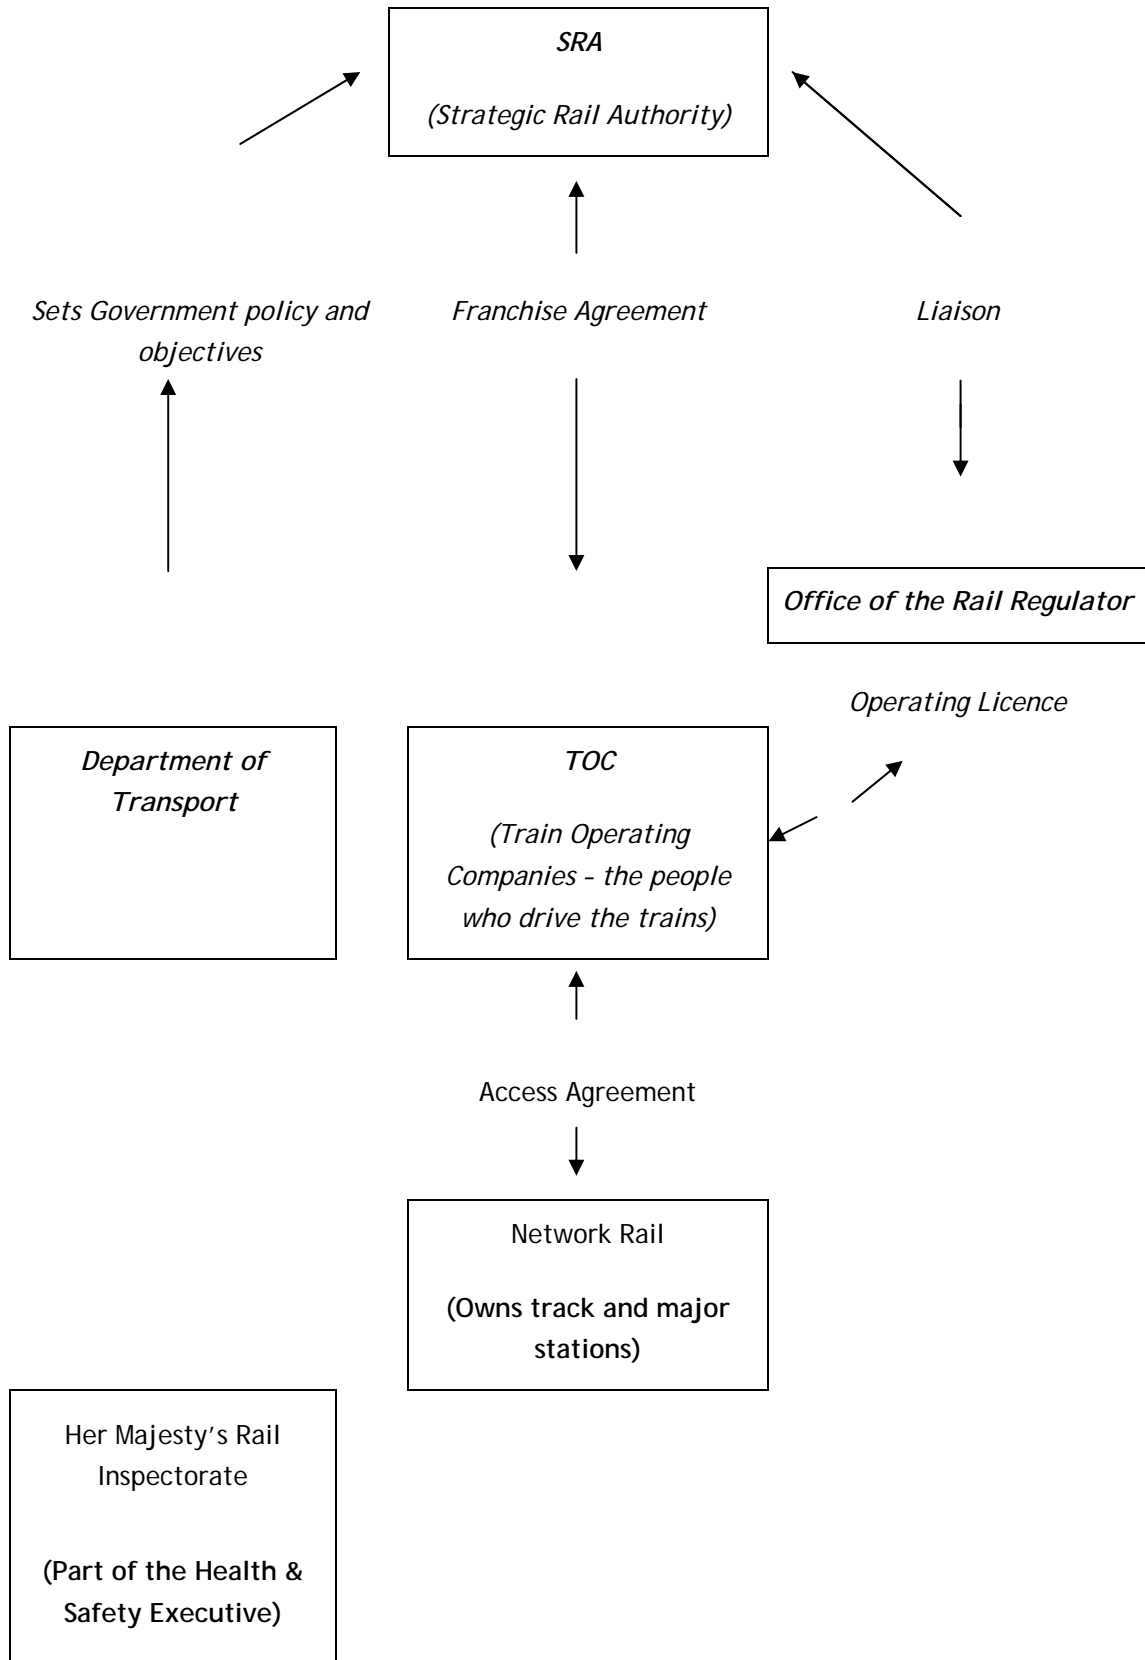 SRA
(Strategic Rail Authority)
Sets Government policy and
objectives
Franchise Agreement
Liaison
Office of the Rail Regulator
Operating Licence
Department of
Transport
TOC
(Train Operating
Companies – the people
who drive the trains)
Access Agreement
Network Rail
(Owns track and major
stations)
Her Majesty’s Rail
Inspectorate
(Part of the Health &
Safety Executive)